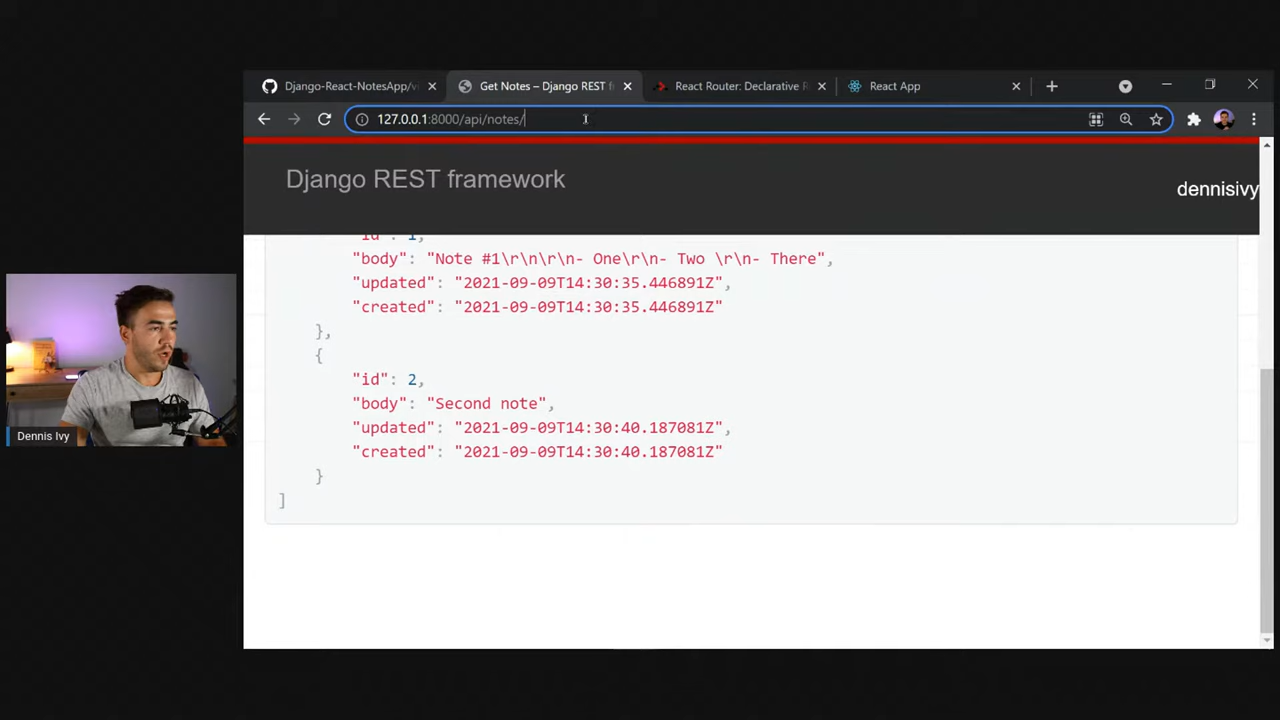 Django-React-NotesApp/v
Get Notes – Django REST f
React Router: Declarative R
React App
127.0.0.1:8000/api/notes/
Django REST framework
dennisivy
"id": 1,
"body": "Note #1\r\n\r\n- One\r\n- Two \r\n- There",
"updated": "2021-09-09T14:30:35.446891Z",
"created": "2021-09-09T14:30:35.446891Z"
},
{
"id": 2,
"body": "Second note",
"updated": "2021-09-09T14:30:40.187081Z",
"created": "2021-09-09T14:30:40.187081Z"
}
]
Dennis Ivy